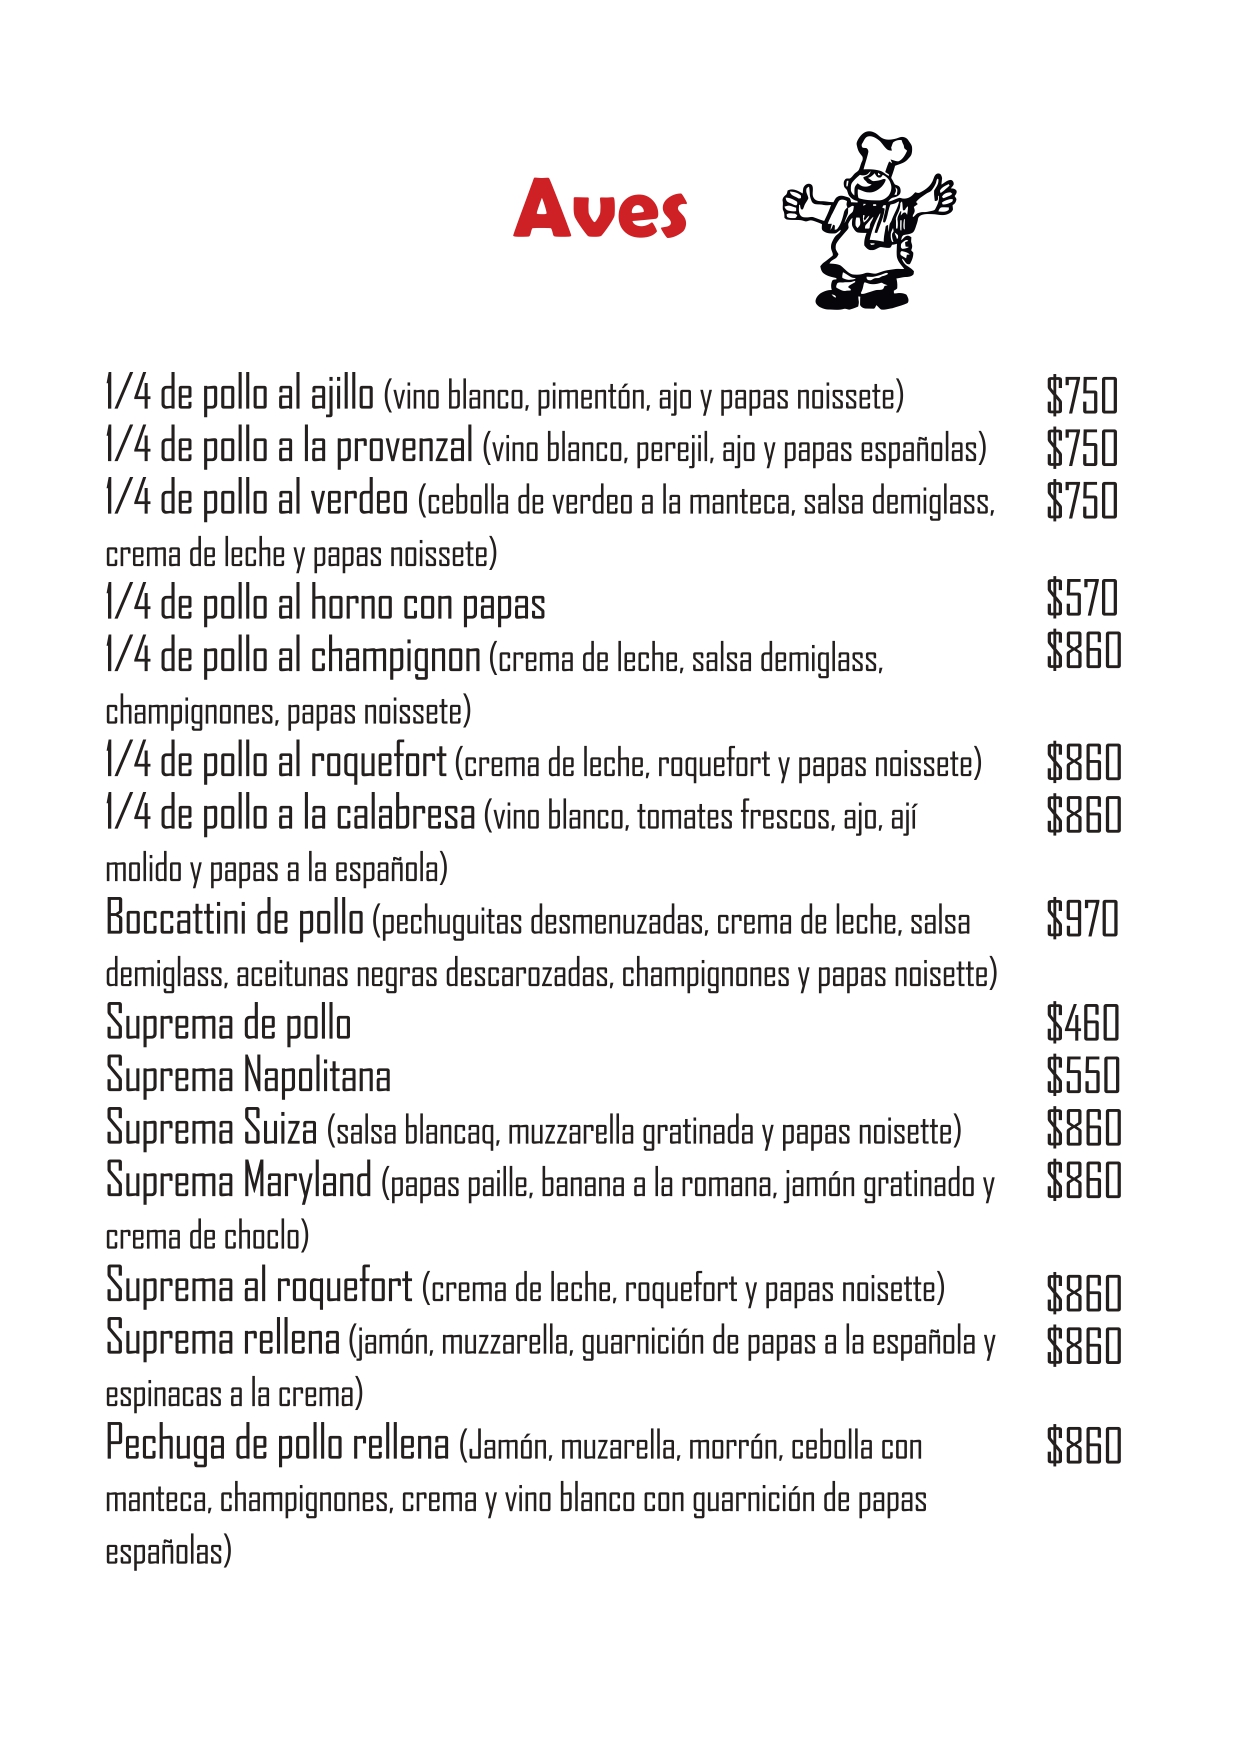 Aves
1/4 de pollo al ajillo (vino blanco, pimentón, ajo y papas noissete) $750
1/4 de pollo a la provenzal (vino blanco, perejil, ajo y papas españolas) $750
1/4 de pollo al verdeo (cebolla de verdeo a la manteca, salsa demiglass, $750
crema de leche y papas noissete)
1/4 de pollo al horno con papas $570
1/4 de pollo al champignon (crema de leche, salsa demiglass, $860
champignones, papas noissete)
1/4 de pollo al roquefort (crema de leche, roquefort y papas noissete) $860
1/4 de pollo a la calabresa (vino blanco, tomates frescos, ajo, ají $860
molido y papas a la española)
Boccattini de pollo (pechuguitas desmenuzadas, crema de leche, salsa $970
demiglass, aceitunas negras descarozadas, champignones y papas noisette)
Suprema de pollo $460
Suprema Napolitana $550
Suprema Suiza (salsa blancaq, muzzarella gratinada y papas noisette) $860
Suprema Maryland (papas paille, banana a la romana, jamón gratinado y $860
crema de choclo)
Suprema al roquefort (crema de leche, roquefort y papas noisette) $860
Suprema rellena (jamón, muzzarella, guarnición de papas a la española y $860
espinacas a la crema)
Pechuga de pollo rellena (Jamón, muzarella, morrón, cebolla con $860
manteca, champignones, crema y vino blanco con guarnición de papas
españolas)